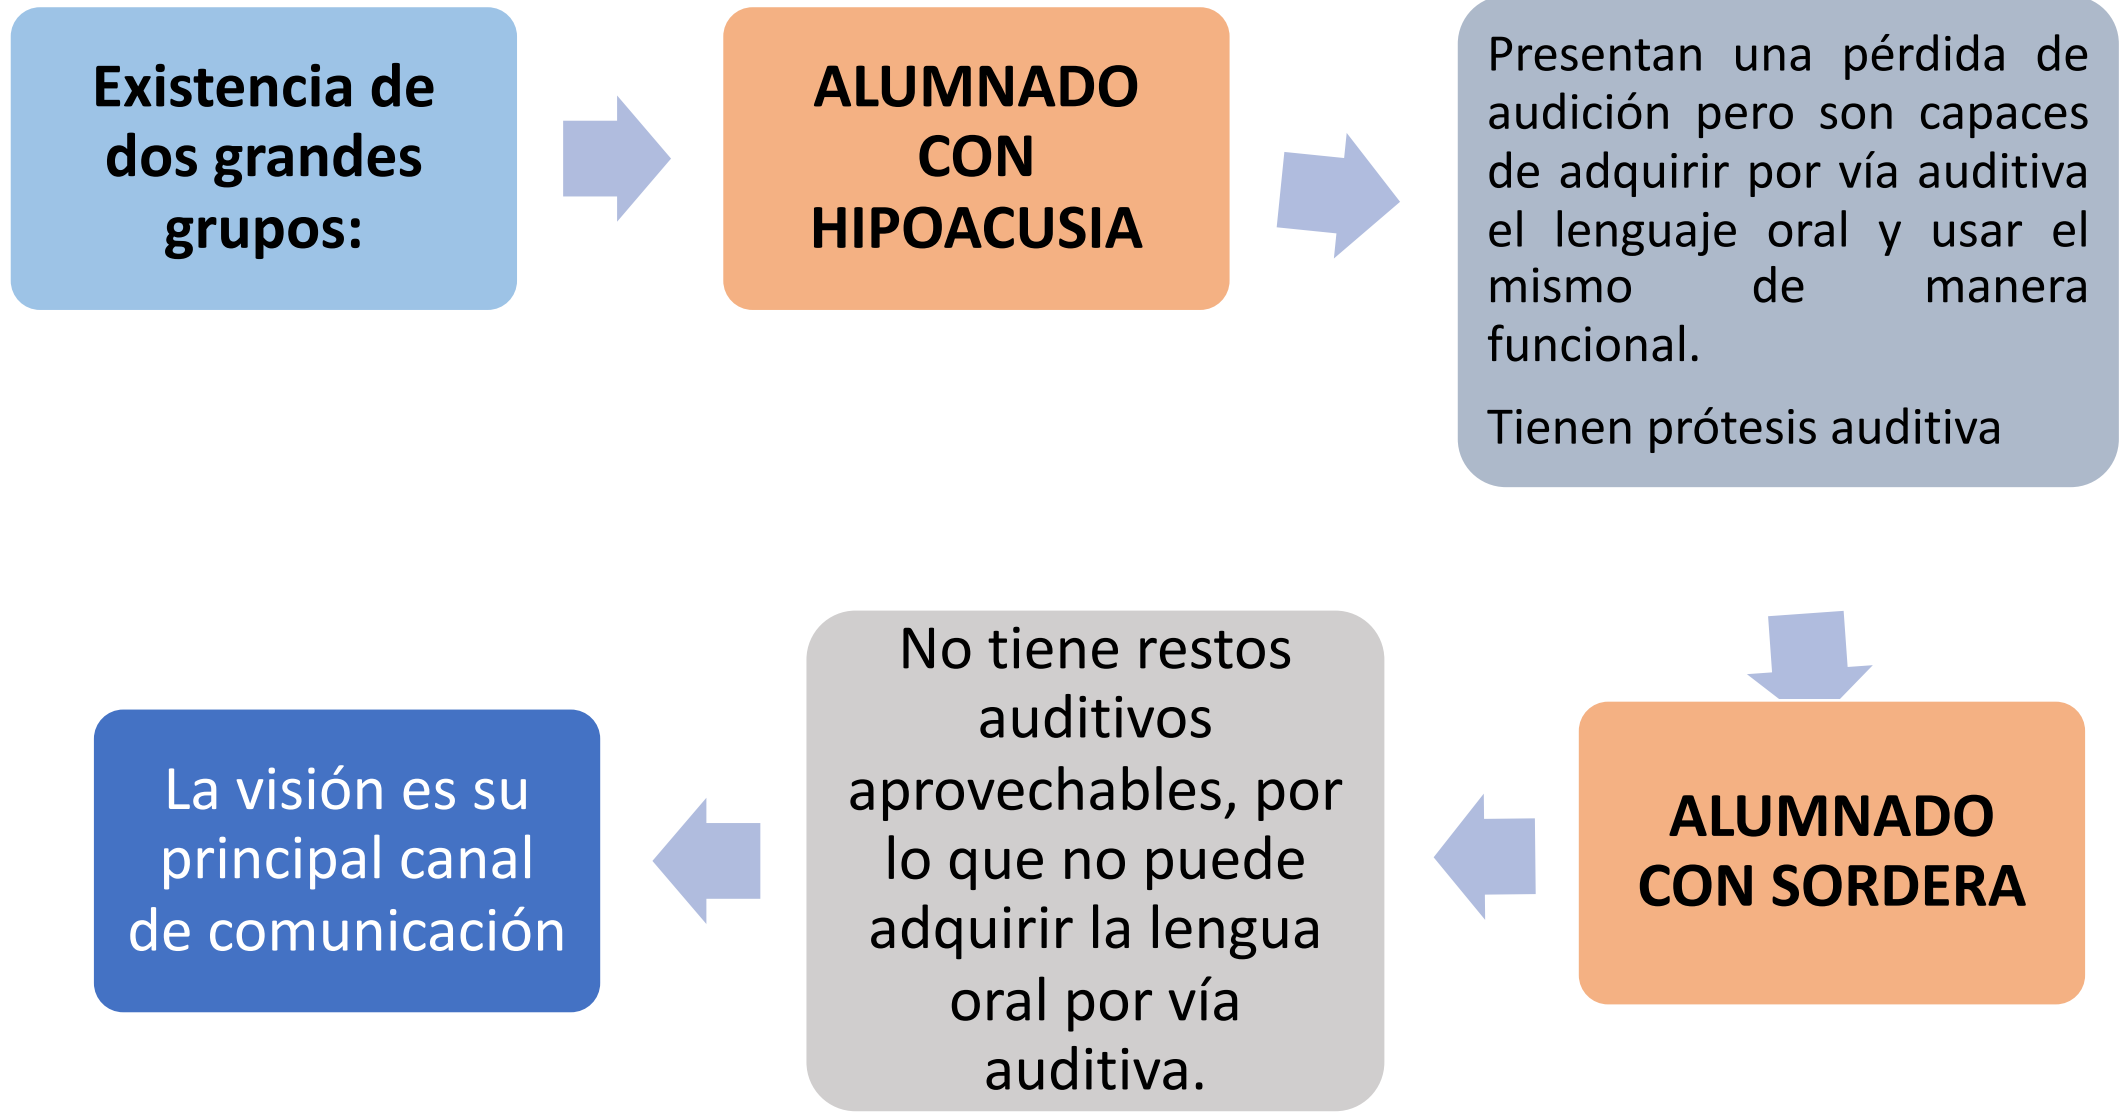 Existencia de
dos grandes
grupos:
ALUMNADO
CON
HIPOACUSIA
Presentan una pérdida de
audición pero son capaces
de adquirir por vía auditiva
el lenguaje oral y usar el
mismo de manera
funcional.
Tienen prótesis auditiva
ALUMNADO
CON SORDERA
No tiene restos
auditivos
aprovechables, por
lo que no puede
adquirir la lengua
oral por vía
auditiva.
La visión es su
principal canal
de comunicación